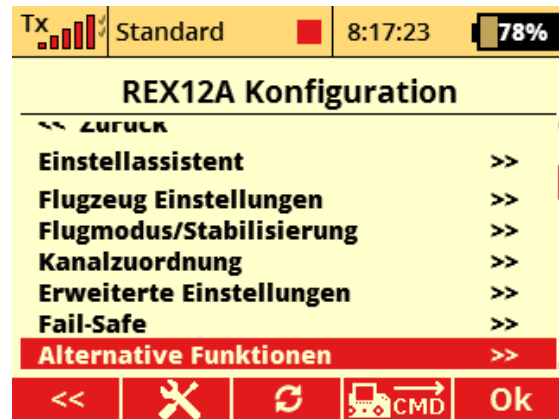 Tx Standard 8:17:23 78%
REX12A Konfiguration
<< Zurück
Einstellassistent >>
Flugzeug Einstellungen >>
Flugmodus/Stabilisierung >>
Kanalzuordnung >>
Erweiterte Einstellungen >>
Fail-Safe >>
Alternative Funktionen >>
<< CMD Ok